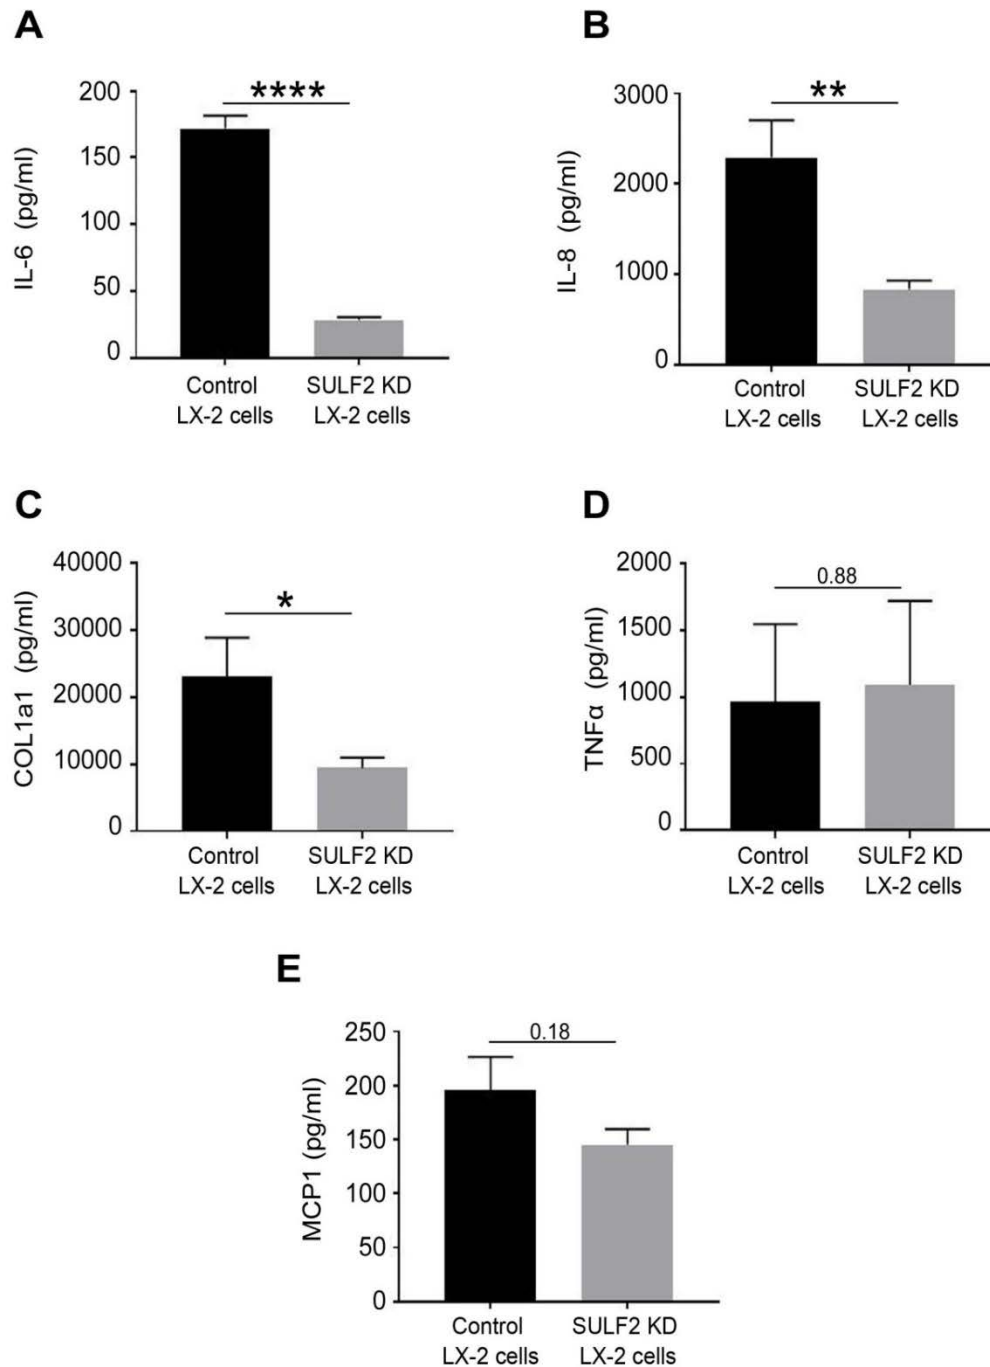 A
IL-6 (pg/ml)
200
150
100
50
0
****
Control
LX-2 cells
SULF2 KD
LX-2 cells
B
IL-8 (pg/ml)
3000
2000
1000
0
**
Control
LX-2 cells
SULF2 KD
LX-2 cells
C
COL1a1 (pg/ml)
40000
30000
20000
10000
0
*
Control
LX-2 cells
SULF2 KD
LX-2 cells
D
TNFα (pg/ml)
2000
1500
1000
500
0
0.88
Control
LX-2 cells
SULF2 KD
LX-2 cells
E
MCP1 (pg/ml)
250
200
150
100
50
0
0.18
Control
LX-2 cells
SULF2 KD
LX-2 cells